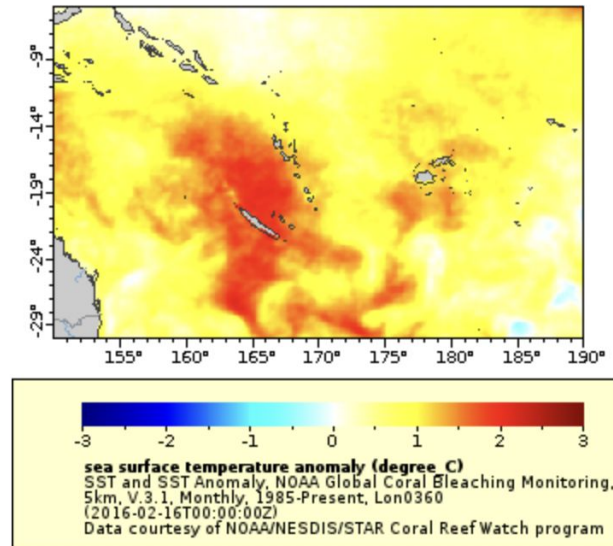 -9°
-14°
-19°
-24°
-29°
155° 160° 165° 170° 175° 180° 185° 190°
-3 -2 -1 0 1 2 3
sea surface temperature anomaly (degree_C)
SST and SST Anomaly, NOAA Global Coral Bleaching Monitoring,
5km, V.3.1, Monthly, 1985-Present, Lon0360
(2016-02-16T00:00:00Z)
Data courtesy of NOAA/NESDIS/STAR Coral Reef Watch program